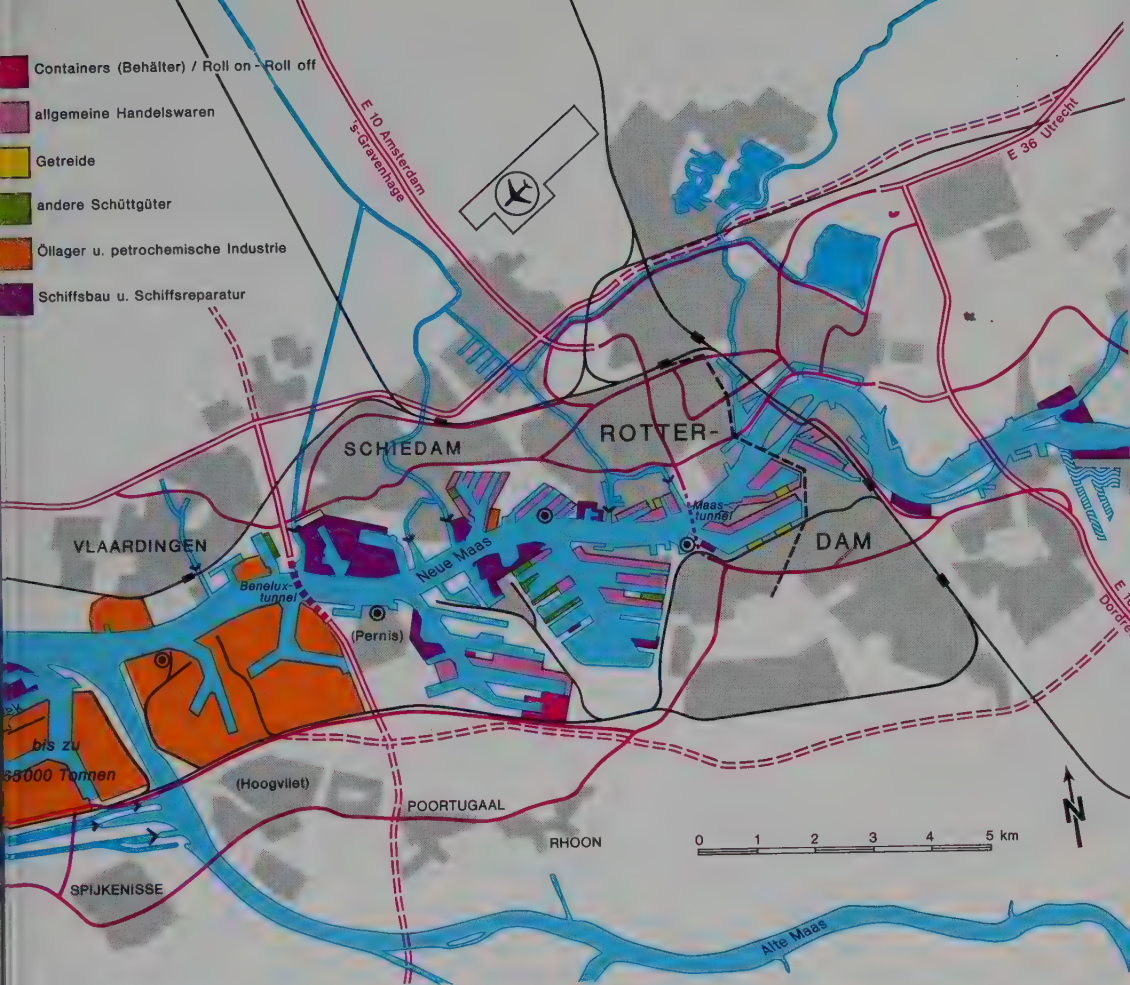 Containers (Behälter) / Roll on - Roll off
allgemeine Handelswaren
Getreide
andere Schüttgüter
Öllager u. petrochemische Industrie
Schiffsbau u. Schiffsreparatur
E 10 Amsterdam
's-Gravenhage
E 36 Utrecht
SCHIEDAM
ROTTER-
DAM
VLAARDINGEN
Maas-
tunnel
Neue Maas
Benelux-
tunnel
(Pernis)
bis zu
Tonnen
(Hoogvliet)
POORTUGAAL
RHOON
SPIJKENISSE
Alte Maas
0 1 2 3 4 5 km
N